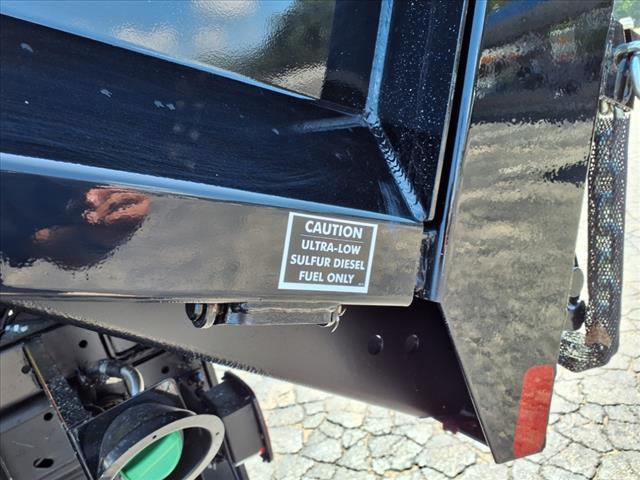 CAUTION
ULTRA-LOW
SULFUR DIESEL
FUEL ONLY